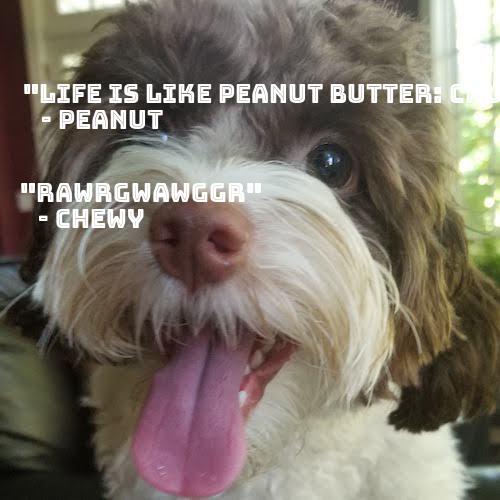 "LIFE IS LIKE PEANUT BUTTER:
- PEANUT
"RAWRGWAWGGR"
- CHEWY